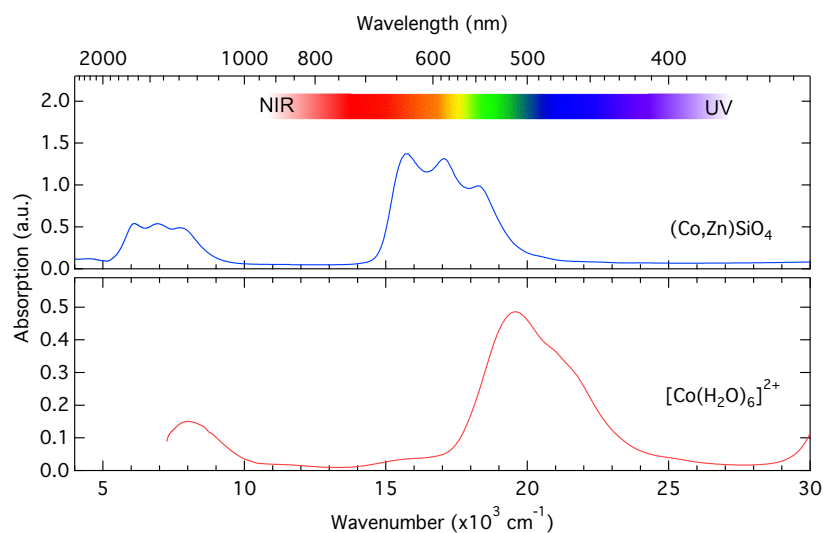 Wavelength (nm)
2000 1000 800 600 500 400
2.0
NIR UV
1.5
1.0
(Co,Zn)SiO₄
0.5
0.0
Absorption (a.u.)
0.5
0.4
0.3
[Co(H₂O)₆]²⁺
0.2
0.1
0.0
5 10 15 20 25 30
Wavenumber (x10³ cm⁻¹)